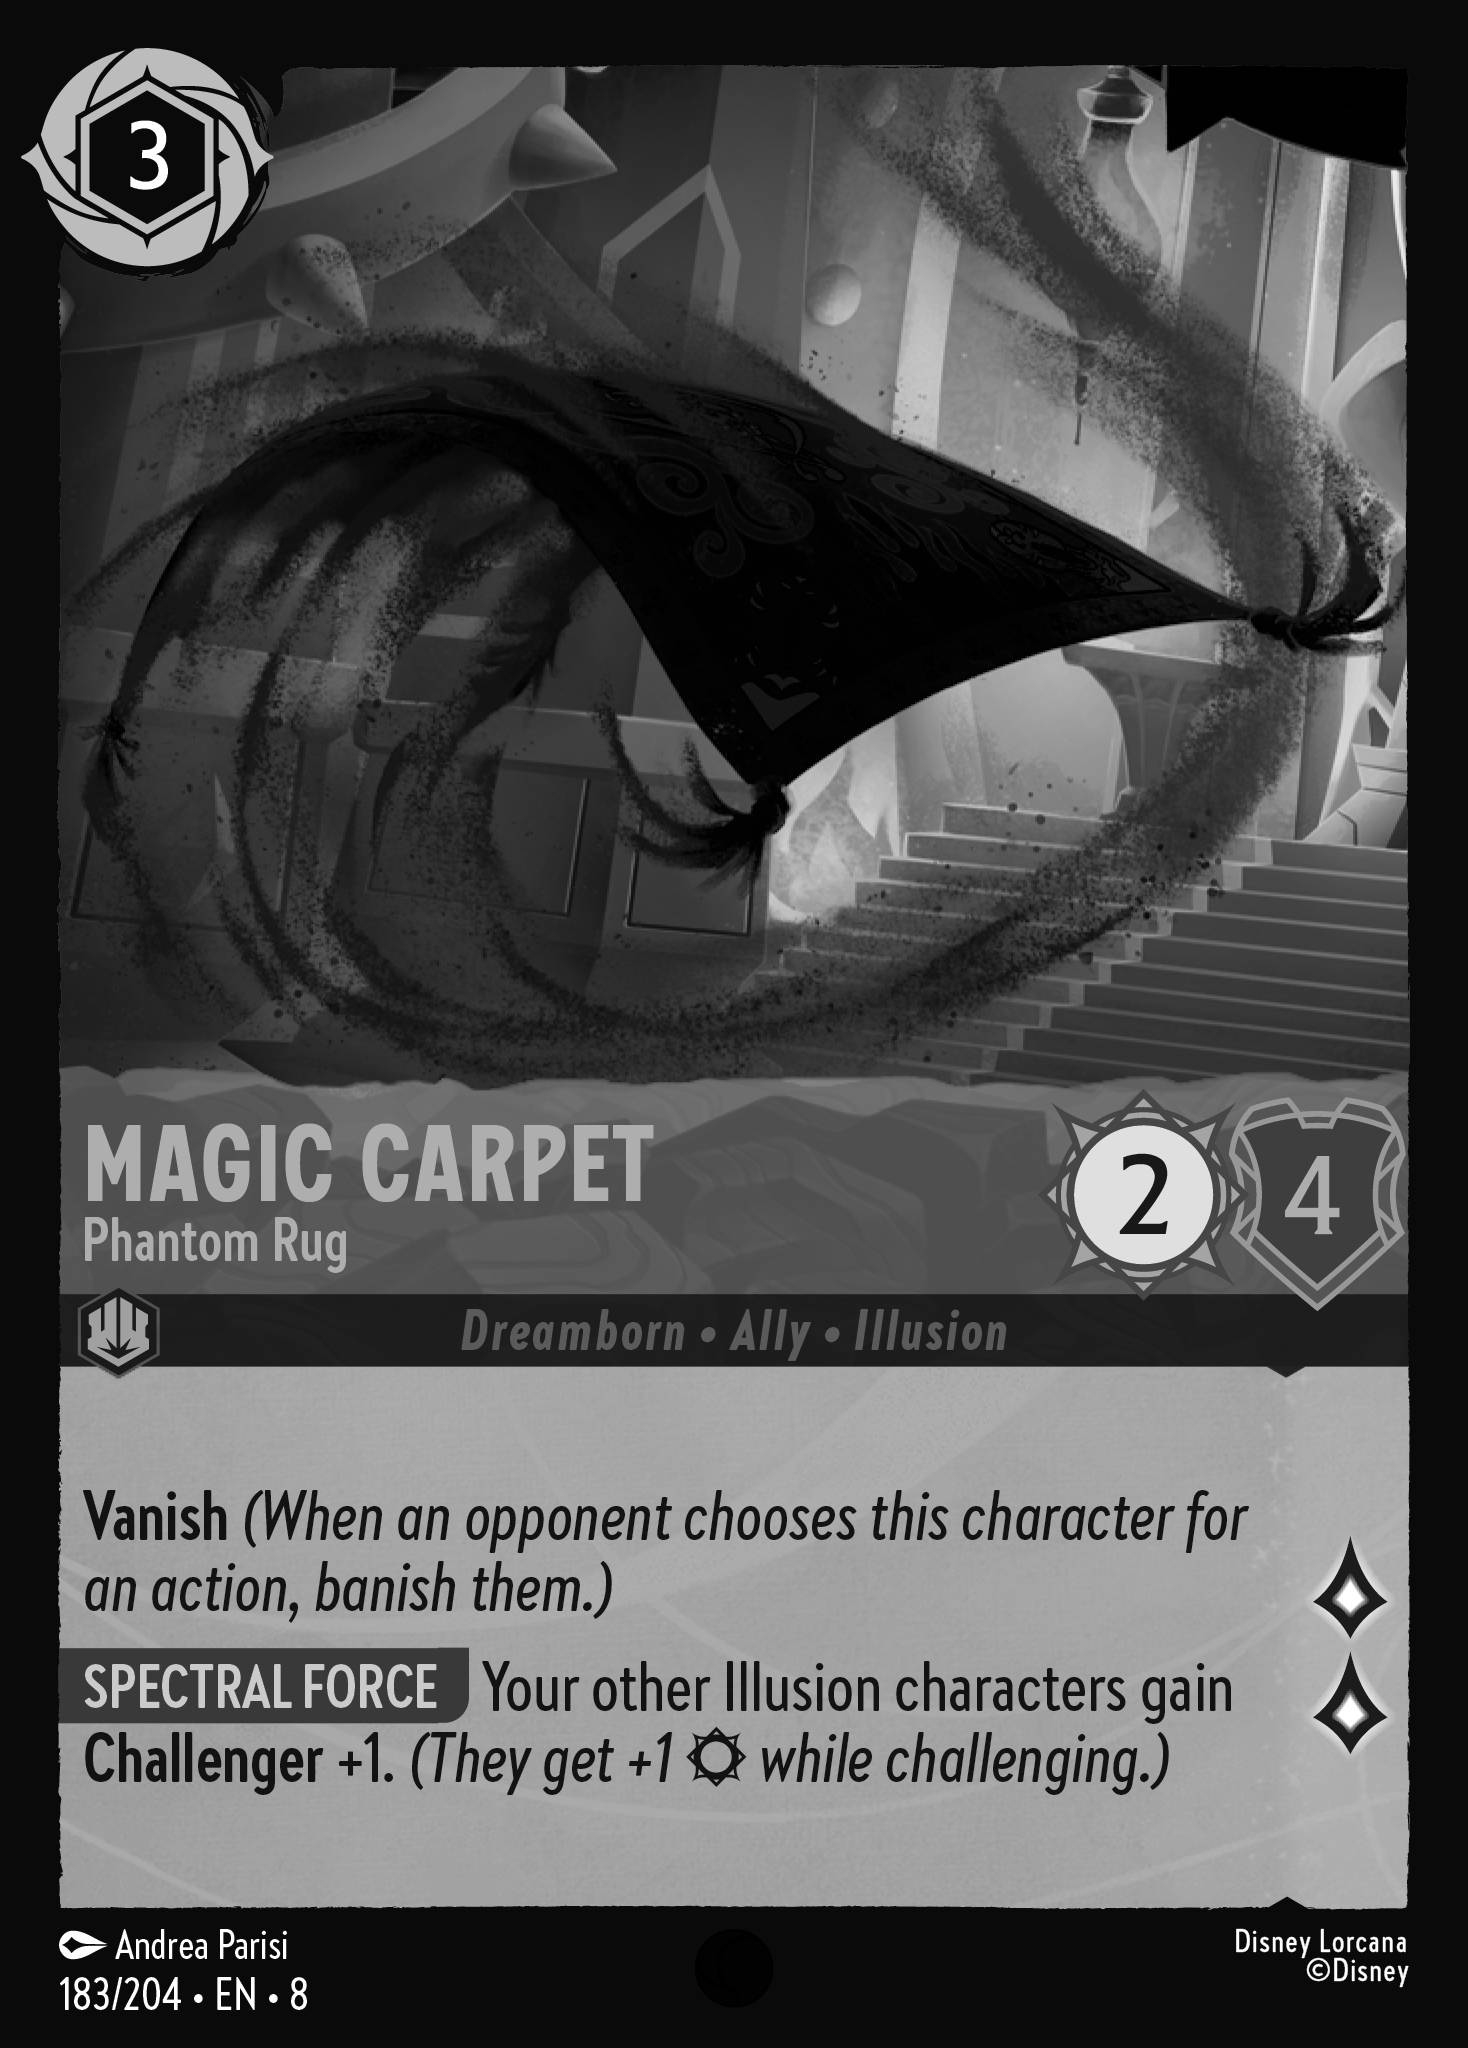 3
MAGIC CARPET
Phantom Rug
2
4
Dreamborn • Ally • Illusion
Vanish (When an opponent chooses this character for
an action, banish them.)
SPECTRAL FORCE Your other Illusion characters gain
Challenger +1. (They get +1 while challenging.)
Andrea Parisi
183/204 • EN • 8
Disney Lorcana
©Disney